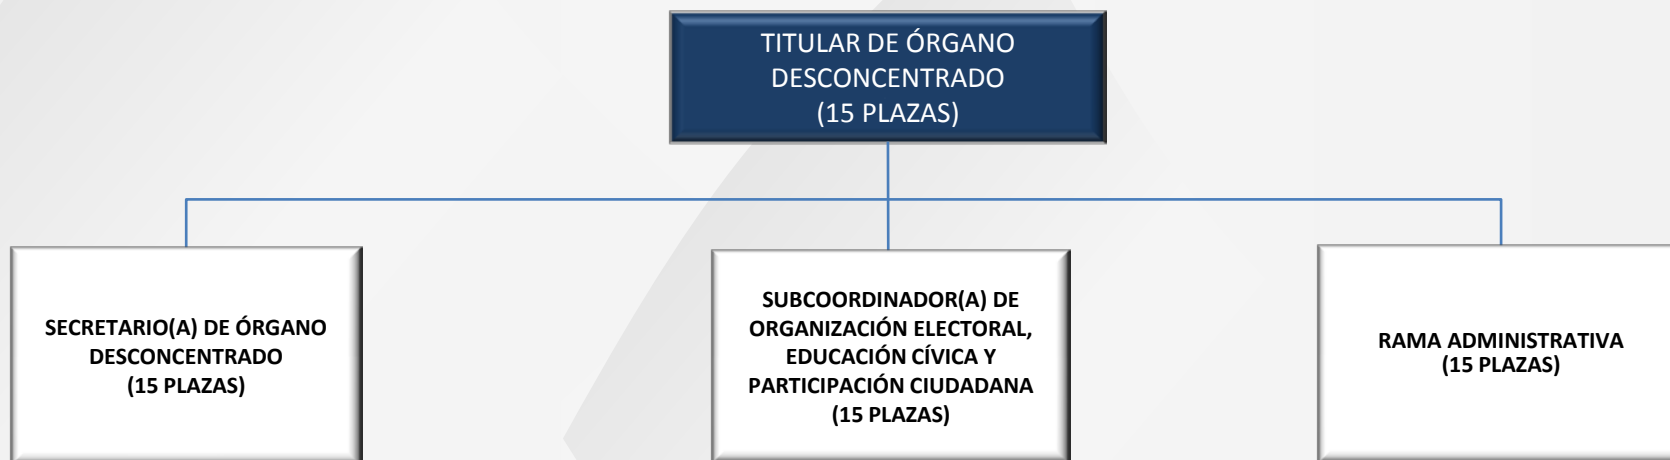 TITULAR DE ÓRGANO
DESCONCENTRADO
(15 PLAZAS)
SECRETARIO(A) DE ÓRGANO
DESCONCENTRADO
(15 PLAZAS)
SUBCOORDINADOR(A) DE
ORGANIZACIÓN ELECTORAL,
EDUCACIÓN CÍVICA Y
PARTICIPACIÓN CIUDADANA
(15 PLAZAS)
RAMA ADMINISTRATIVA
(15 PLAZAS)